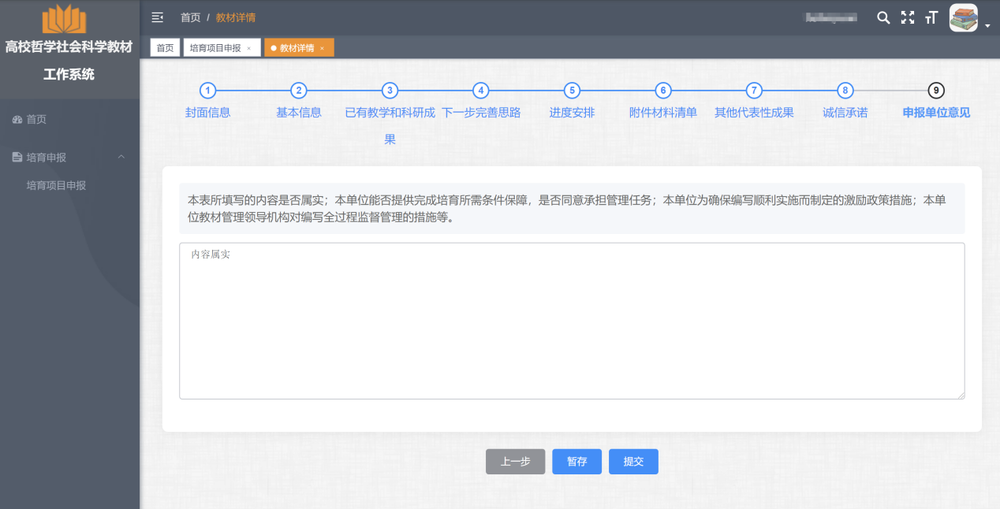 高校哲学社会科学教材
工作系统
首页 / 教材详情
首页
培育项目申报 ×
教材详情 ×
首页
培育申报
培育项目申报
1
封面信息
2
基本信息
3
已有教学和科研成
果
4
下一步完善思路
5
进度安排
6
附件材料清单
7
其他代表性成果
8
诚信承诺
9
申报单位意见
本表所填写的内容是否属实；本单位能否提供完成培育所需条件保障，是否同意承担管理任务；本单位为确保编写顺利实施而制定的激励政策措施；本单
位教材管理领导机构对编写全过程监督管理的措施等。
内容属实
上一步
暂存
提交